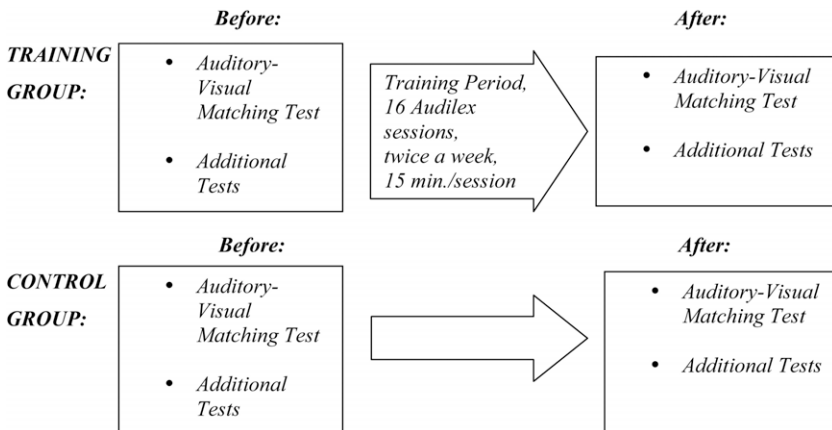 Before:
After:
TRAINING
GROUP:
• Auditory-
Visual
Matching Test
• Additional
Tests
Training Period,
16 Audilex
sessions,
twice a week,
15 min./session
• Auditory-Visual
Matching Test
• Additional Tests
Before:
After:
CONTROL
GROUP:
• Auditory-
Visual
Matching Test
• Additional
Tests
• Auditory-Visual
Matching Test
• Additional Tests